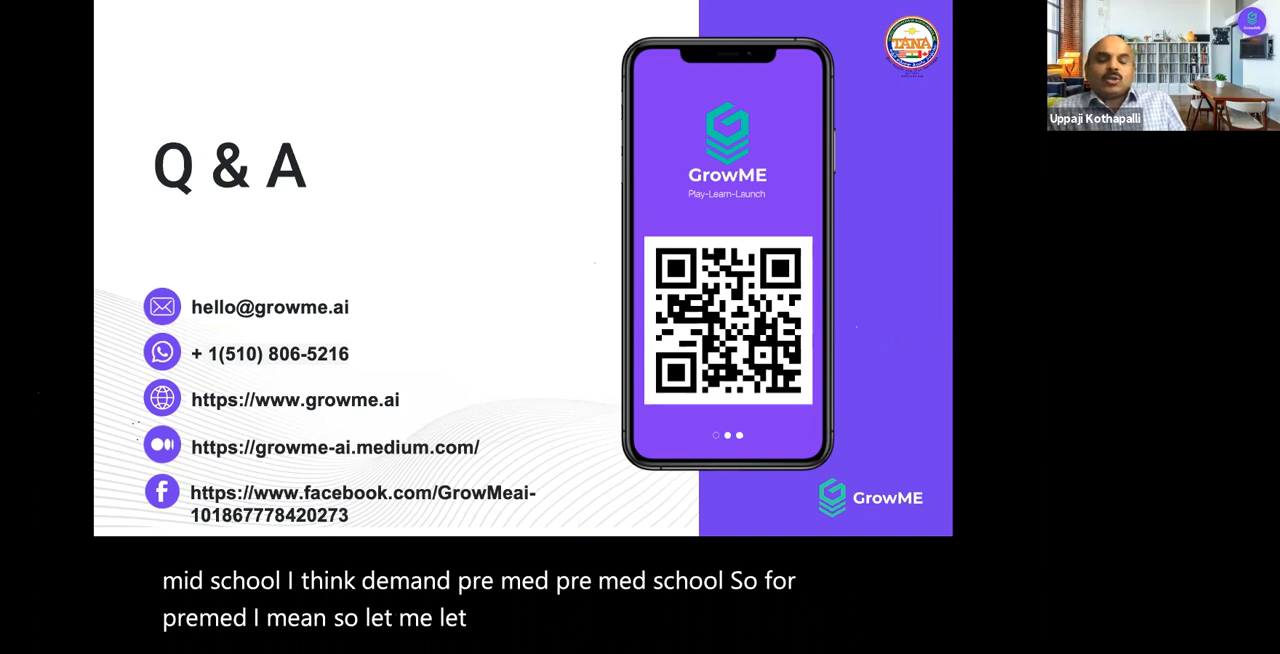 TANA
Uppaji Kothapalli
Q & A
GrowME
Play-Learn-Launch
hello@growme.ai
+ 1(510) 806-5216
https://www.growme.ai
https://growme-ai.medium.com/
https://www.facebook.com/GrowMeai-
101867778420273
GrowME
mid school I think demand pre med pre med school So for
premed I mean so let me let